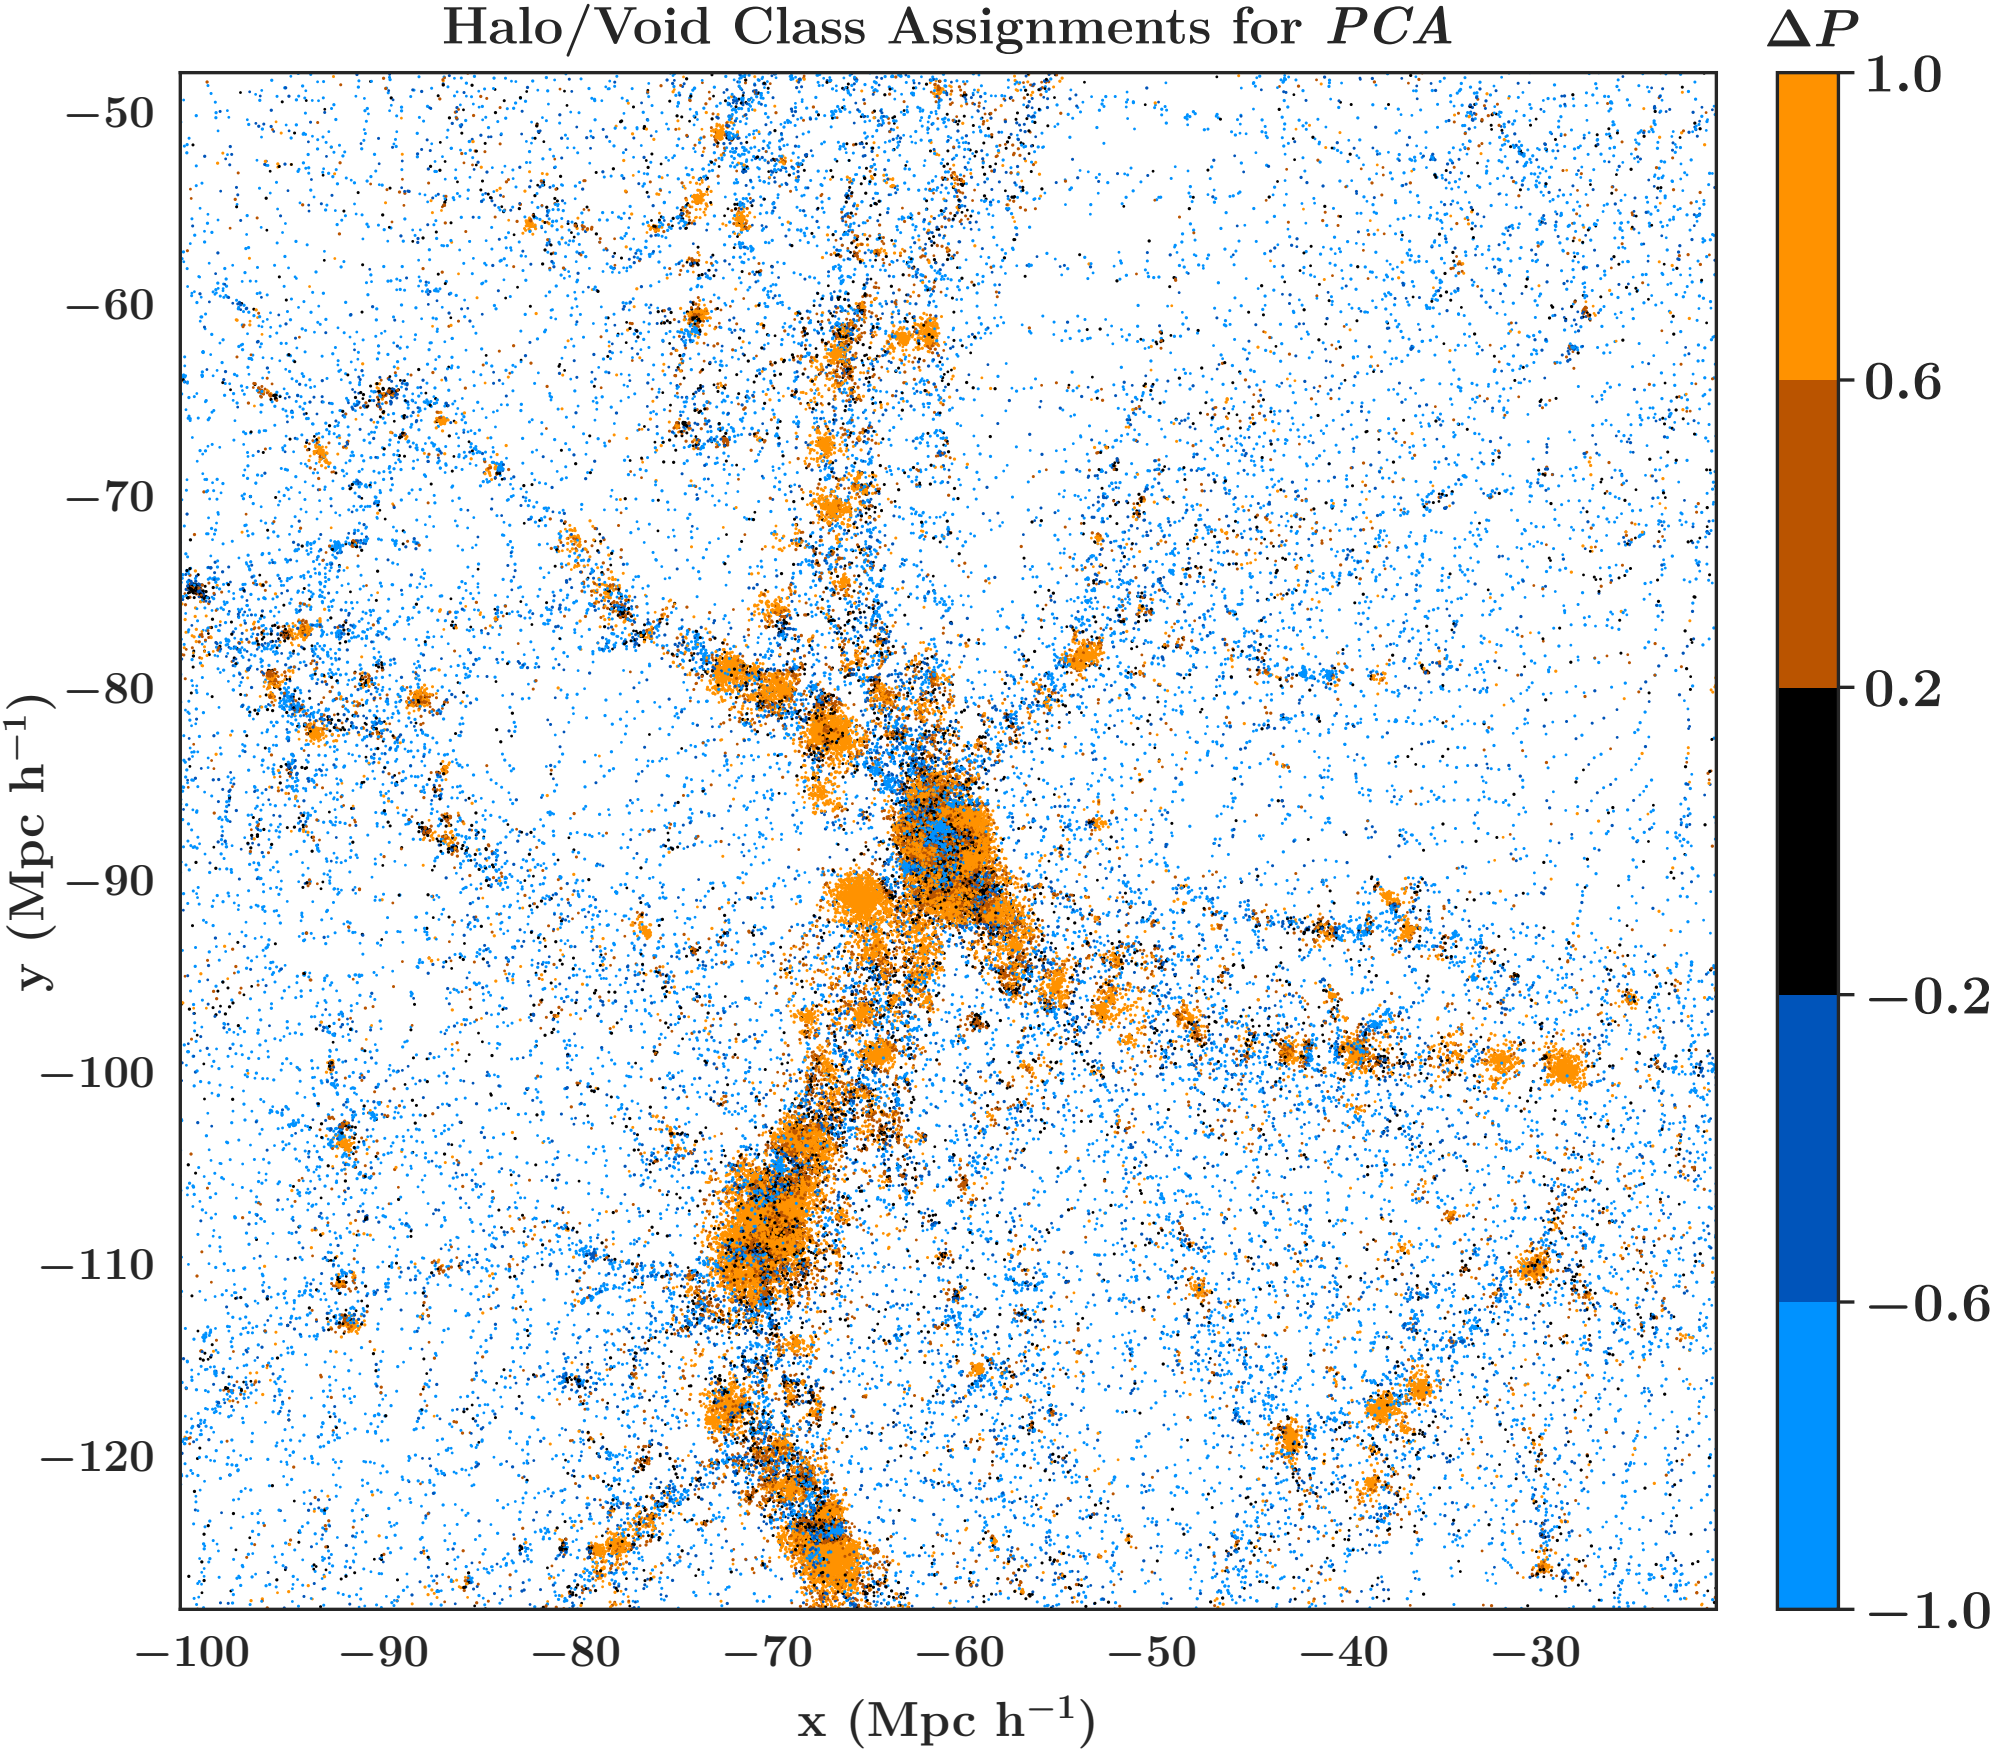 Halo/Void Class Assignments for PCA
ΔP
1.0
0.6
0.2
−0.2
−0.6
−1.0
y (Mpc h⁻¹)
−50
−60
−70
−80
−90
−100
−110
−120
−100 −90 −80 −70 −60 −50 −40 −30
x (Mpc h⁻¹)